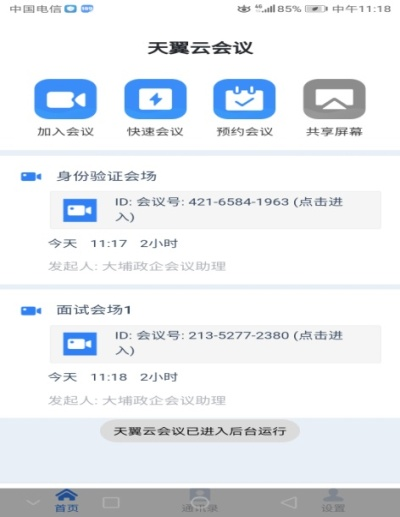 中国电信 4G 85% 中午11:18
天翼云会议
加入会议 快速会议 预约会议 共享屏幕
身份验证会场
ID: 会议号: 421-6584-1963 (点击进
入)
今天 11:17 2小时
发起人: 大埔政企会议助理
面试会场1
ID: 会议号: 213-5277-2380 (点击进
入)
今天 11:18 2小时
发起人: 大埔政企会议助理
天翼云会议已进入后台运行
首页 通讯录 设置